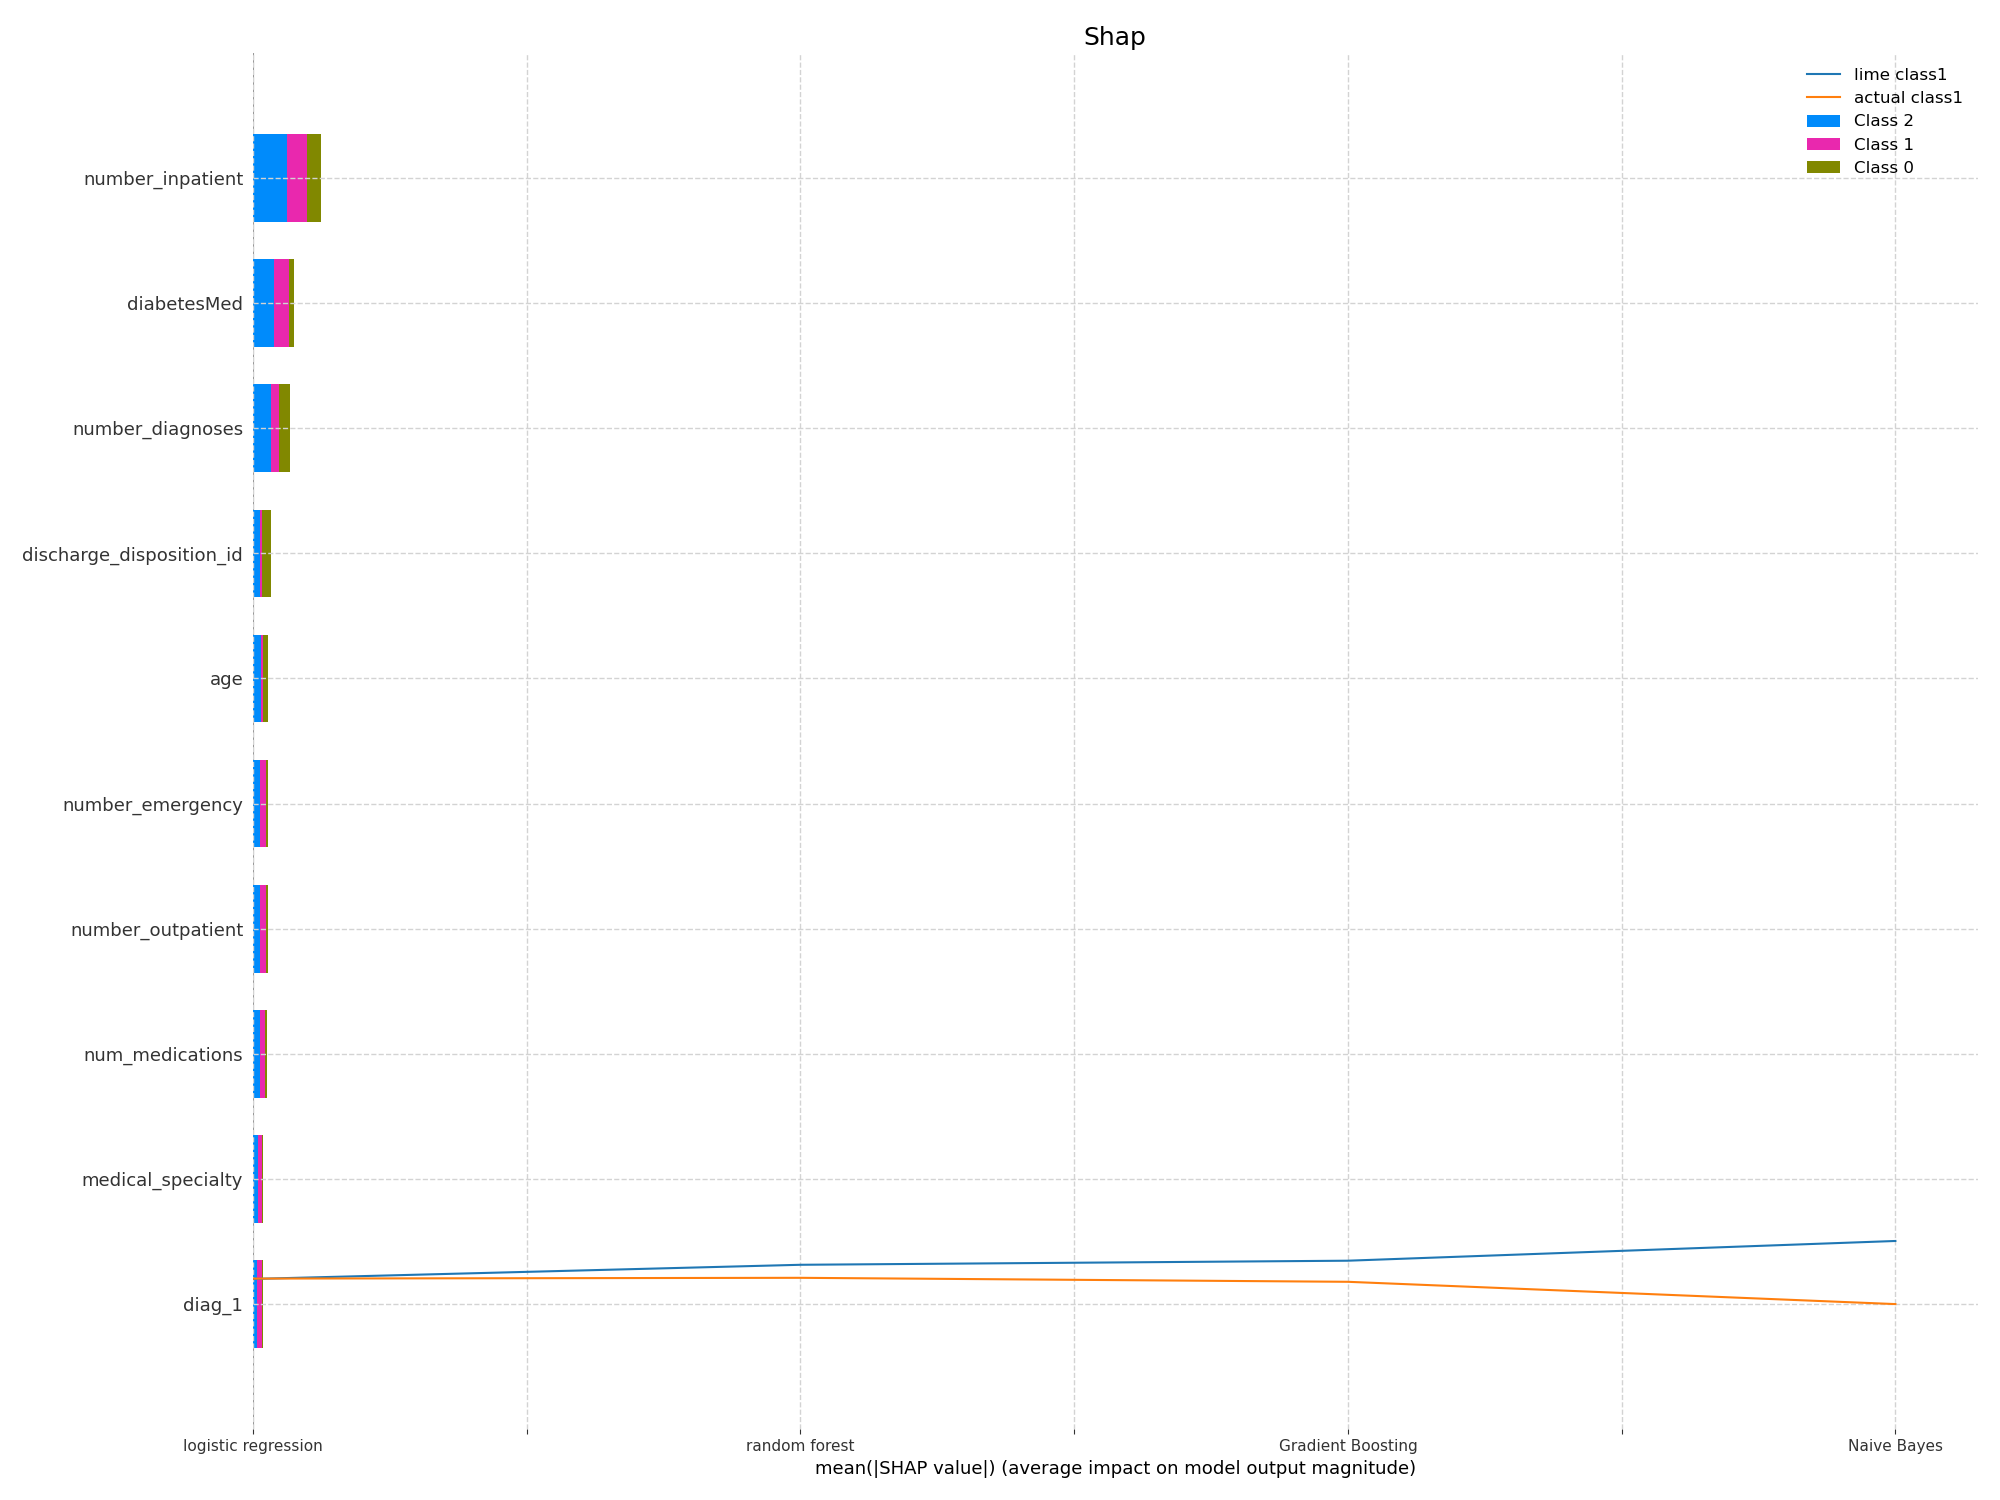 Shap
lime class1
actual class1
Class 2
Class 1
Class 0
number_inpatient
diabetesMed
number_diagnoses
discharge_disposition_id
age
number_emergency
number_outpatient
num_medications
medical_specialty
diag_1
logistic regression
random forest
Gradient Boosting
Naive Bayes
mean(|SHAP value|) (average impact on model output magnitude)